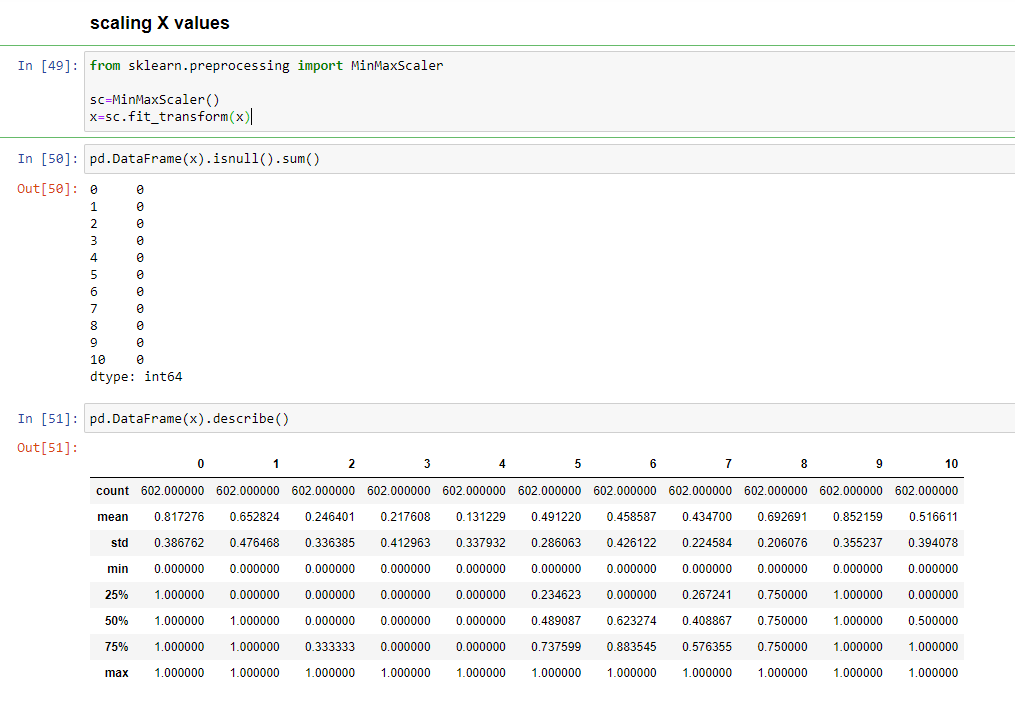 scaling X values
In [49]: from sklearn.preprocessing import MinMaxScaler
sc=MinMaxScaler()
x=sc.fit_transform(x)
In [50]: pd.DataFrame(x).isnull().sum()
Out[50]: 0 0
1 0
2 0
3 0
4 0
5 0
6 0
7 0
8 0
9 0
10 0
dtype: int64
In [51]: pd.DataFrame(x).describe()
Out[51]:
0 1 2 3 4 5 6 7 8 9 10
count 602.000000 602.000000 602.000000 602.000000 602.000000 602.000000 602.000000 602.000000 602.000000 602.000000 602.000000
mean 0.817276 0.652824 0.246401 0.217608 0.131229 0.491220 0.458587 0.434700 0.692691 0.852159 0.516611
std 0.386762 0.476468 0.336385 0.412963 0.337932 0.286063 0.426122 0.224584 0.206076 0.355237 0.394078
min 0.000000 0.000000 0.000000 0.000000 0.000000 0.000000 0.000000 0.000000 0.000000 0.000000 0.000000
25% 1.000000 0.000000 0.000000 0.000000 0.000000 0.234623 0.000000 0.267241 0.750000 1.000000 0.000000
50% 1.000000 1.000000 0.000000 0.000000 0.000000 0.489087 0.623274 0.408867 0.750000 1.000000 0.500000
75% 1.000000 1.000000 0.333333 0.000000 0.000000 0.737599 0.883545 0.576355 0.750000 1.000000 1.000000
max 1.000000 1.000000 1.000000 1.000000 1.000000 1.000000 1.000000 1.000000 1.000000 1.000000 1.000000